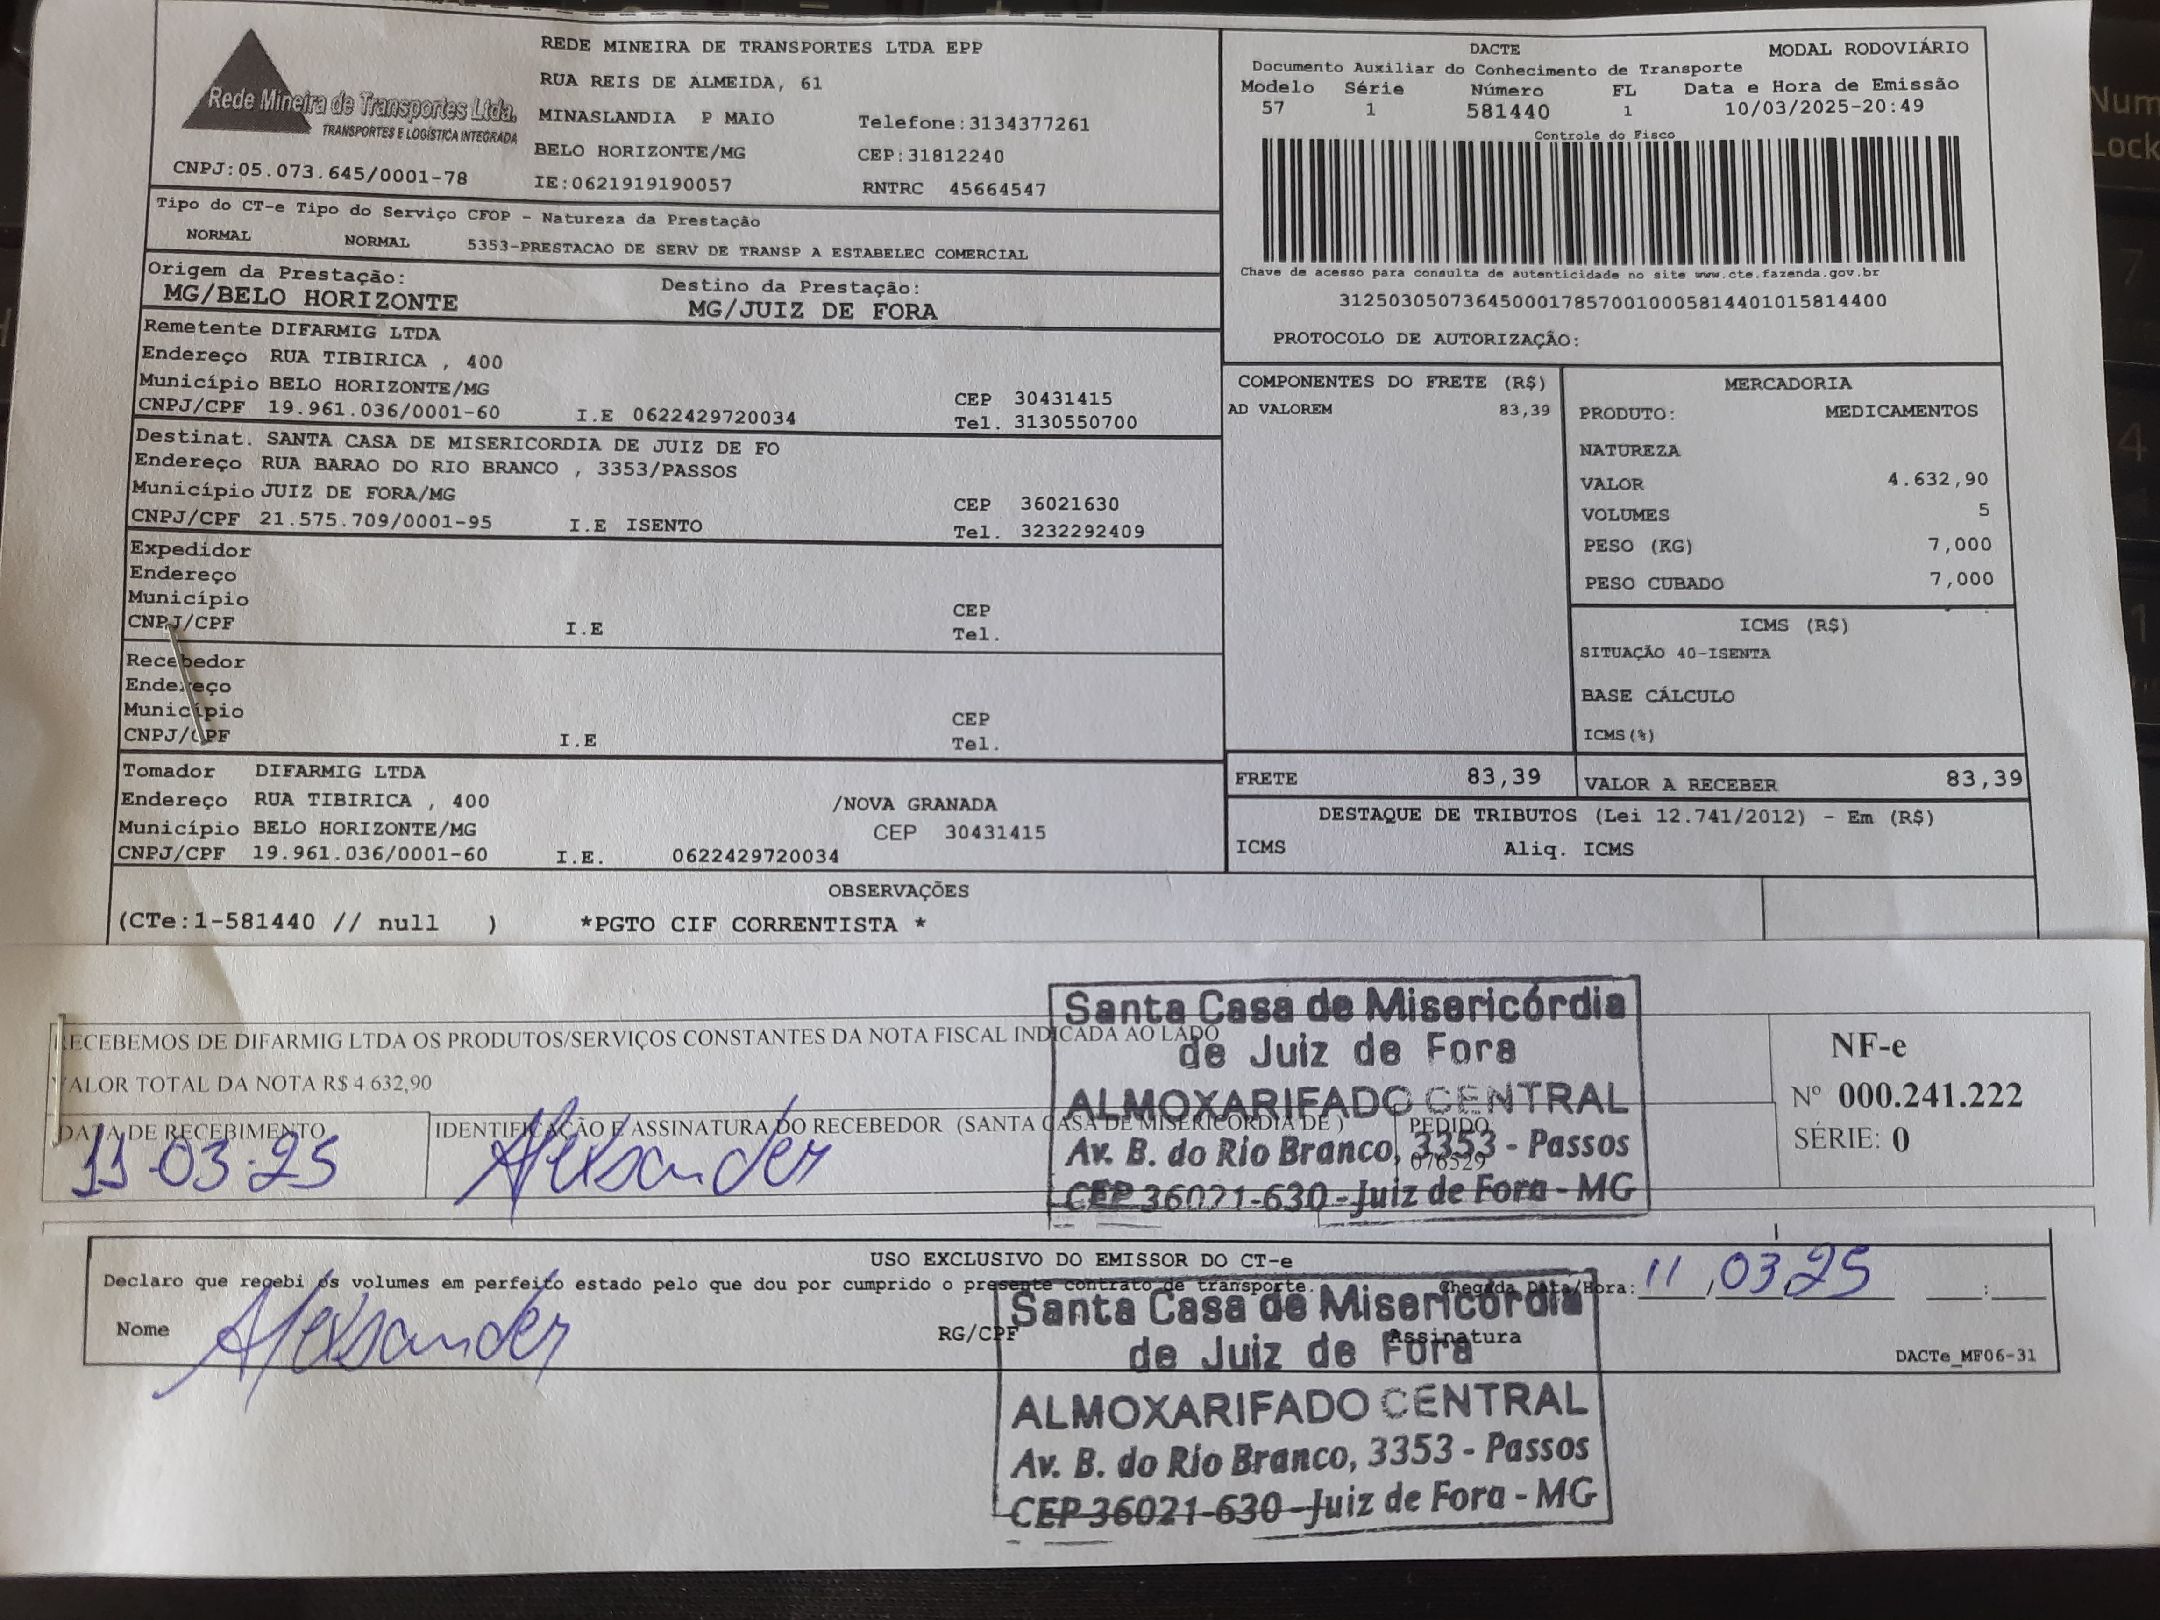 Rede Mineira de Transportes Ltda.
TRANSPORTES E LOGÍSTICA INTEGRADA
CNPJ:05.073.645/0001-78
REDE MINEIRA DE TRANSPORTES LTDA EPP
RUA REIS DE ALMEIDA, 61
MINASLANDIA P MAIO Telefone:3134377261
BELO HORIZONTE/MG CEP:31812240
IE:0621919190057 RNTRC 45664547
DACTE MODAL RODOVIÁRIO
Documento Auxiliar do Conhecimento de Transporte
Modelo Série Número FL Data e Hora de Emissão
57 1 581440 1 10/03/2025-20:49
Controle do Fisco
Chave de acesso para consulta de autenticidade no site www.cte.fazenda.gov.br
31250305073645000178570010005814401015814400
PROTOCOLO DE AUTORIZAÇÃO:
Tipo do CT-e Tipo do Serviço CFOP - Natureza da Prestação
NORMAL NORMAL 5353-PRESTACAO DE SERV DE TRANSP A ESTABELEC COMERCIAL
Origem da Prestação: Destino da Prestação:
MG/BELO HORIZONTE MG/JUIZ DE FORA
Remetente DIFARMIG LTDA
Endereço RUA TIBIRICA , 400
Município BELO HORIZONTE/MG CEP 30431415
CNPJ/CPF 19.961.036/0001-60 I.E 0622429720034 Tel. 3130550700
Destinat. SANTA CASA DE MISERICORDIA DE JUIZ DE FO
Endereço RUA BARAO DO RIO BRANCO , 3353/PASSOS
Município JUIZ DE FORA/MG CEP 36021630
CNPJ/CPF 21.575.709/0001-95 I.E ISENTO Tel. 3232292409
Expedidor
Endereço
Município CEP
CNPJ/CPF I.E Tel.
Recebedor
Endereço
Município CEP
CNPJ/CPF I.E Tel.
Tomador DIFARMIG LTDA
Endereço RUA TIBIRICA , 400 /NOVA GRANADA
Município BELO HORIZONTE/MG CEP 30431415
CNPJ/CPF 19.961.036/0001-60 I.E. 0622429720034
COMPONENTES DO FRETE (R$)
AD VALOREM 83,39
MERCADORIA
PRODUTO: MEDICAMENTOS
NATUREZA
VALOR 4.632,90
VOLUMES 5
PESO (KG) 7,000
PESO CUBADO 7,000
ICMS (R$)
SITUAÇÃO 40-ISENTA
BASE CÁLCULO
ICMS(%)
FRETE 83,39 VALOR A RECEBER 83,39
DESTAQUE DE TRIBUTOS (Lei 12.741/2012) - Em (R$)
ICMS Aliq. ICMS
OBSERVAÇÕES
(CTe:1-581440 // null ) *PGTO CIF CORRENTISTA *
RECEBEMOS DE DIFARMIG LTDA OS PRODUTOS/SERVIÇOS CONSTANTES DA NOTA FISCAL INDICADA AO LADO
VALOR TOTAL DA NOTA R$ 4 632,90
DATA DE RECEBIMENTO IDENTIFICAÇÃO E ASSINATURA DO RECEBEDOR (SANTA CASA DE MISERICORDIA DE ) PEDIDO
11-03-25 Alexsander 076529
NF-e
Nº 000.241.222
SÉRIE: 0
Santa Casa de Misericórdia
de Juiz de Fora
ALMOXARIFADO CENTRAL
Av. B. do Rio Branco, 3353 - Passos
CEP 36021-630 - Juiz de Fora - MG
USO EXCLUSIVO DO EMISSOR DO CT-e
Declaro que recebi os volumes em perfeito estado pelo que dou por cumprido o presente contrato de transporte. Chegada Data/Hora: 11 03 25 :
Nome Alexsander RG/CPF Assinatura
DACTe_MF06-31
Santa Casa de Misericórdia
de Juiz de Fora
ALMOXARIFADO CENTRAL
Av. B. do Rio Branco, 3353 - Passos
CEP 36021-630 - Juiz de Fora - MG
Num
Lock
7
4
1